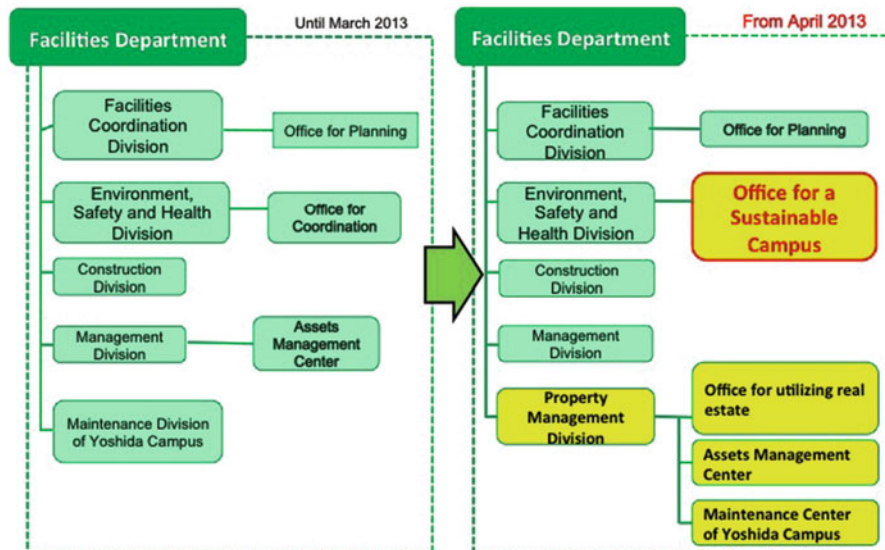 Facilities Department
Until March 2013
Facilities
Coordination
Division
Office for Planning
Environment,
Safety and Health
Division
Office for
Coordination
Construction
Division
Management
Division
Assets
Management
Center
Maintenance Division
of Yoshida Campus
Facilities Department
From April 2013
Facilities
Coordination
Division
Office for Planning
Environment,
Safety and
Health Division
Office for a
Sustainable
Campus
Construction
Division
Management
Division
Property
Management
Division
Office for utilizing real
estate
Assets Management
Center
Maintenance Center
of Yoshida Campus